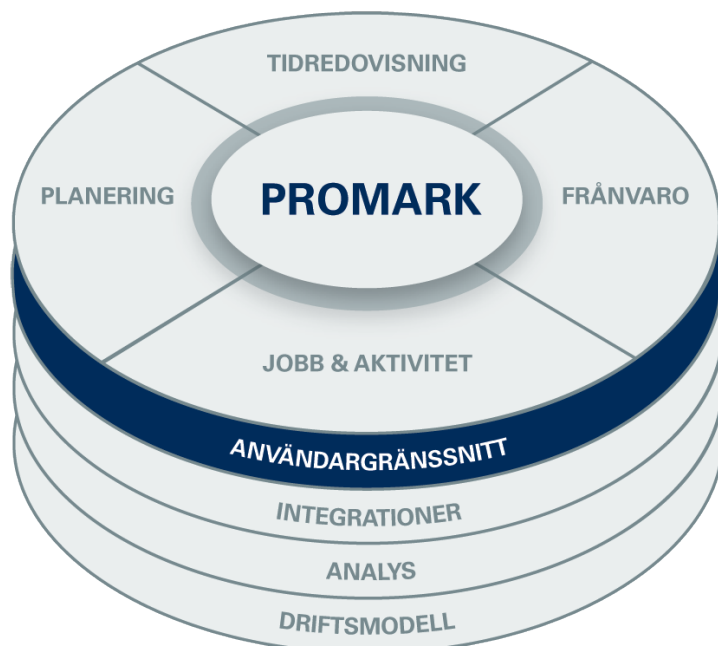 TIDREDOVISNING
PLANERING
PROMARK
FRÅNVARO
JOBB & AKTIVITET
ANVÄNDARGRÄNSSNITT
INTEGRATIONER
ANALYS
DRIFTSMODELL